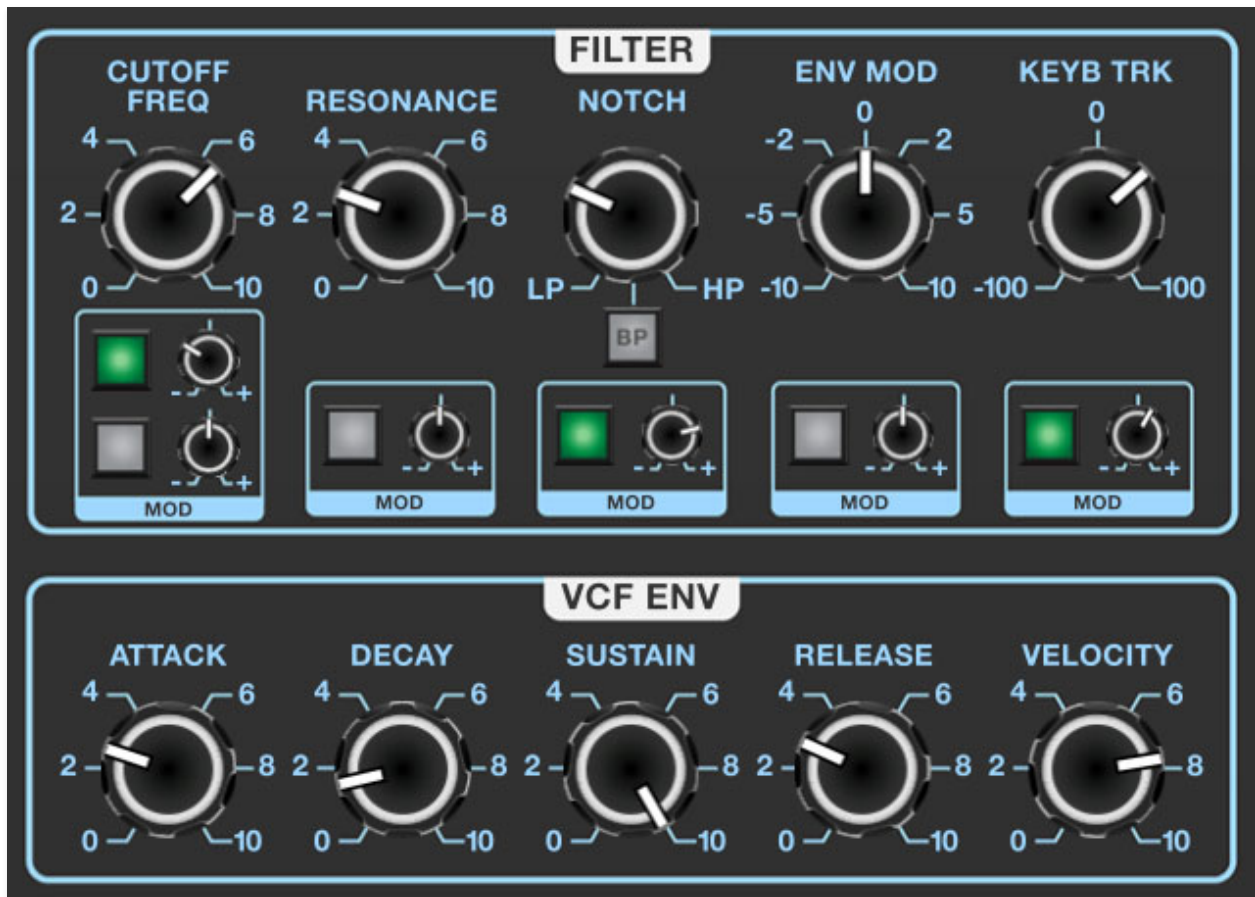 FILTER
CUTOFF FREQ
RESONANCE
NOTCH
ENV MOD
KEYB TRK
0 2 4 6 8 10
0 2 4 6 8 10
LP HP
BP
-10 -5 -2 0 2 5 10
-100 0 100
- +
- +
MOD
- +
MOD
- +
MOD
- +
MOD
- +
MOD
VCF ENV
ATTACK
DECAY
SUSTAIN
RELEASE
VELOCITY
0 2 4 6 8 10
0 2 4 6 8 10
0 2 4 6 8 10
0 2 4 6 8 10
0 2 4 6 8 10